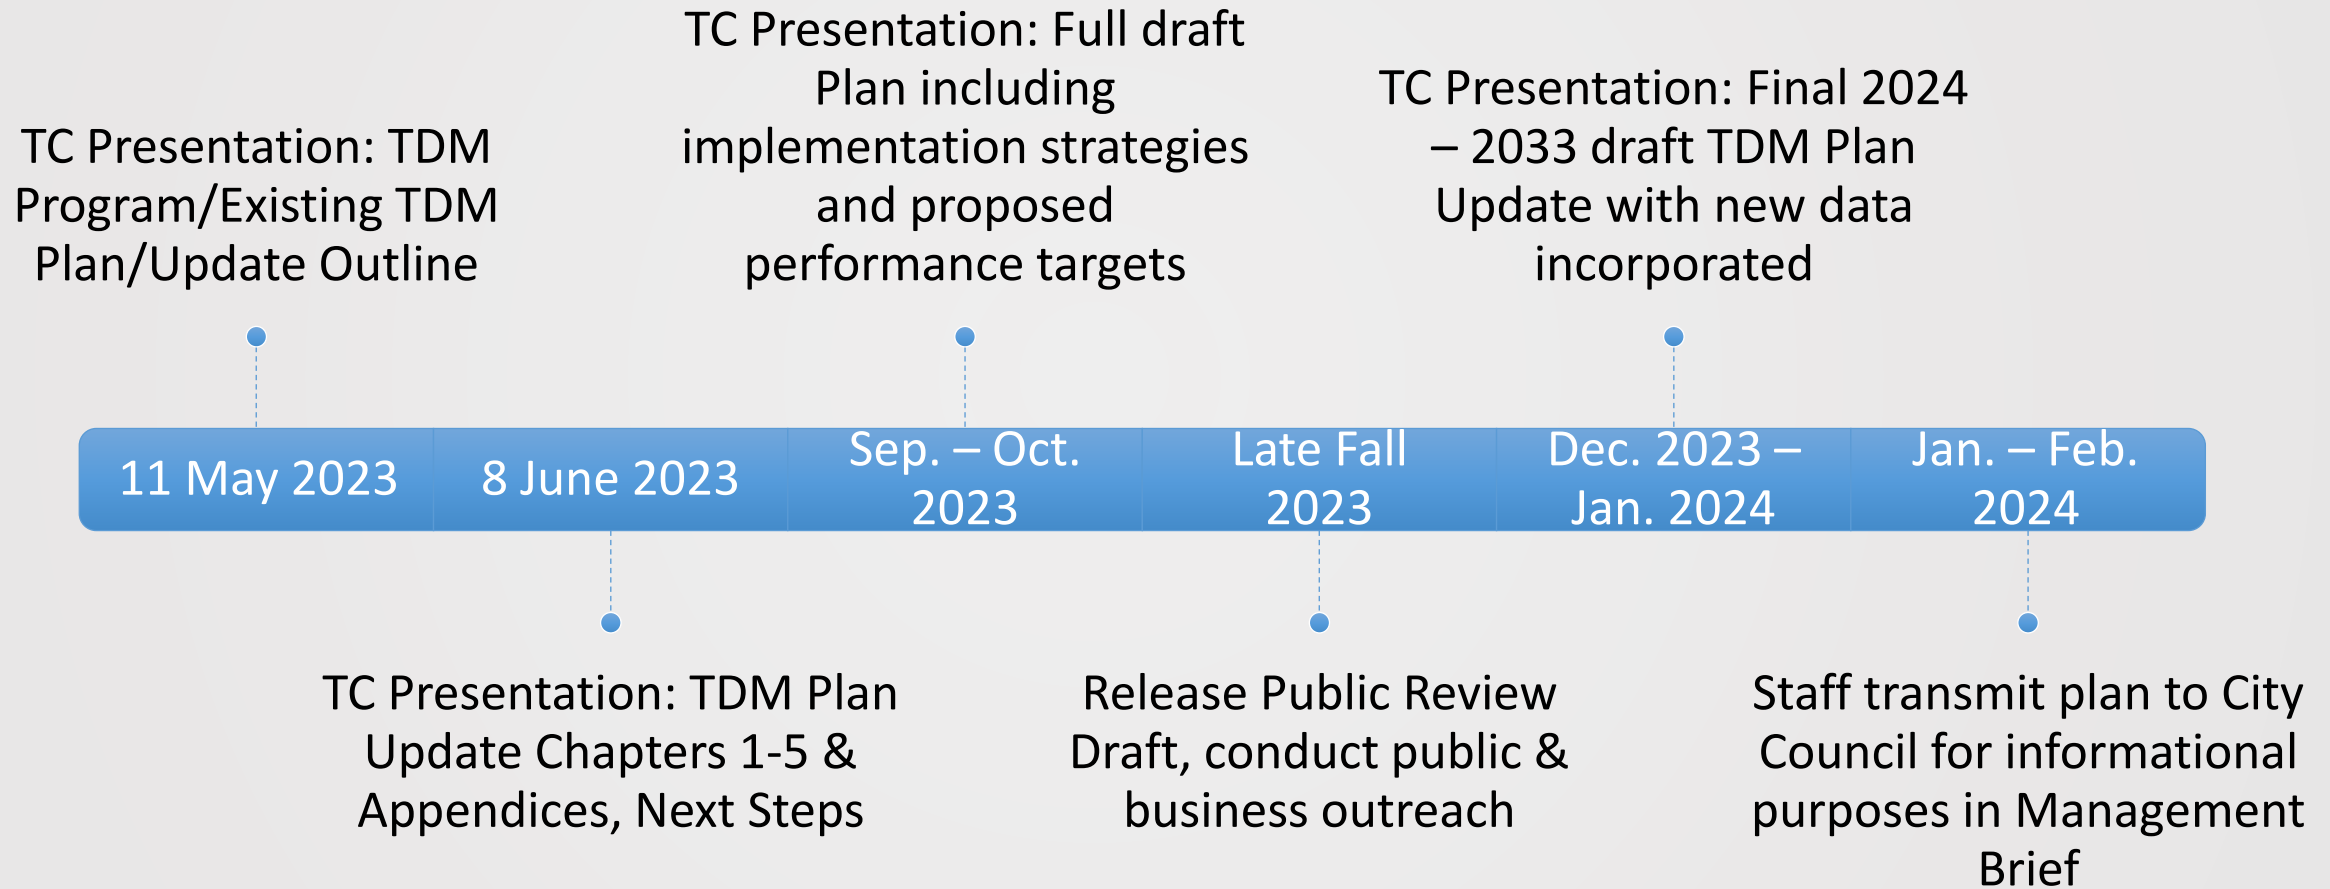 TC Presentation: TDM
Program/Existing TDM
Plan/Update Outline
TC Presentation: Full draft
Plan including
implementation strategies
and proposed
performance targets
TC Presentation: Final 2024
– 2033 draft TDM Plan
Update with new data
incorporated
11 May 2023
8 June 2023
Sep. – Oct.
2023
Late Fall
2023
Dec. 2023 –
Jan. 2024
Jan. – Feb.
2024
TC Presentation: TDM Plan
Update Chapters 1-5 &
Appendices, Next Steps
Release Public Review
Draft, conduct public &
business outreach
Staff transmit plan to City
Council for informational
purposes in Management
Brief